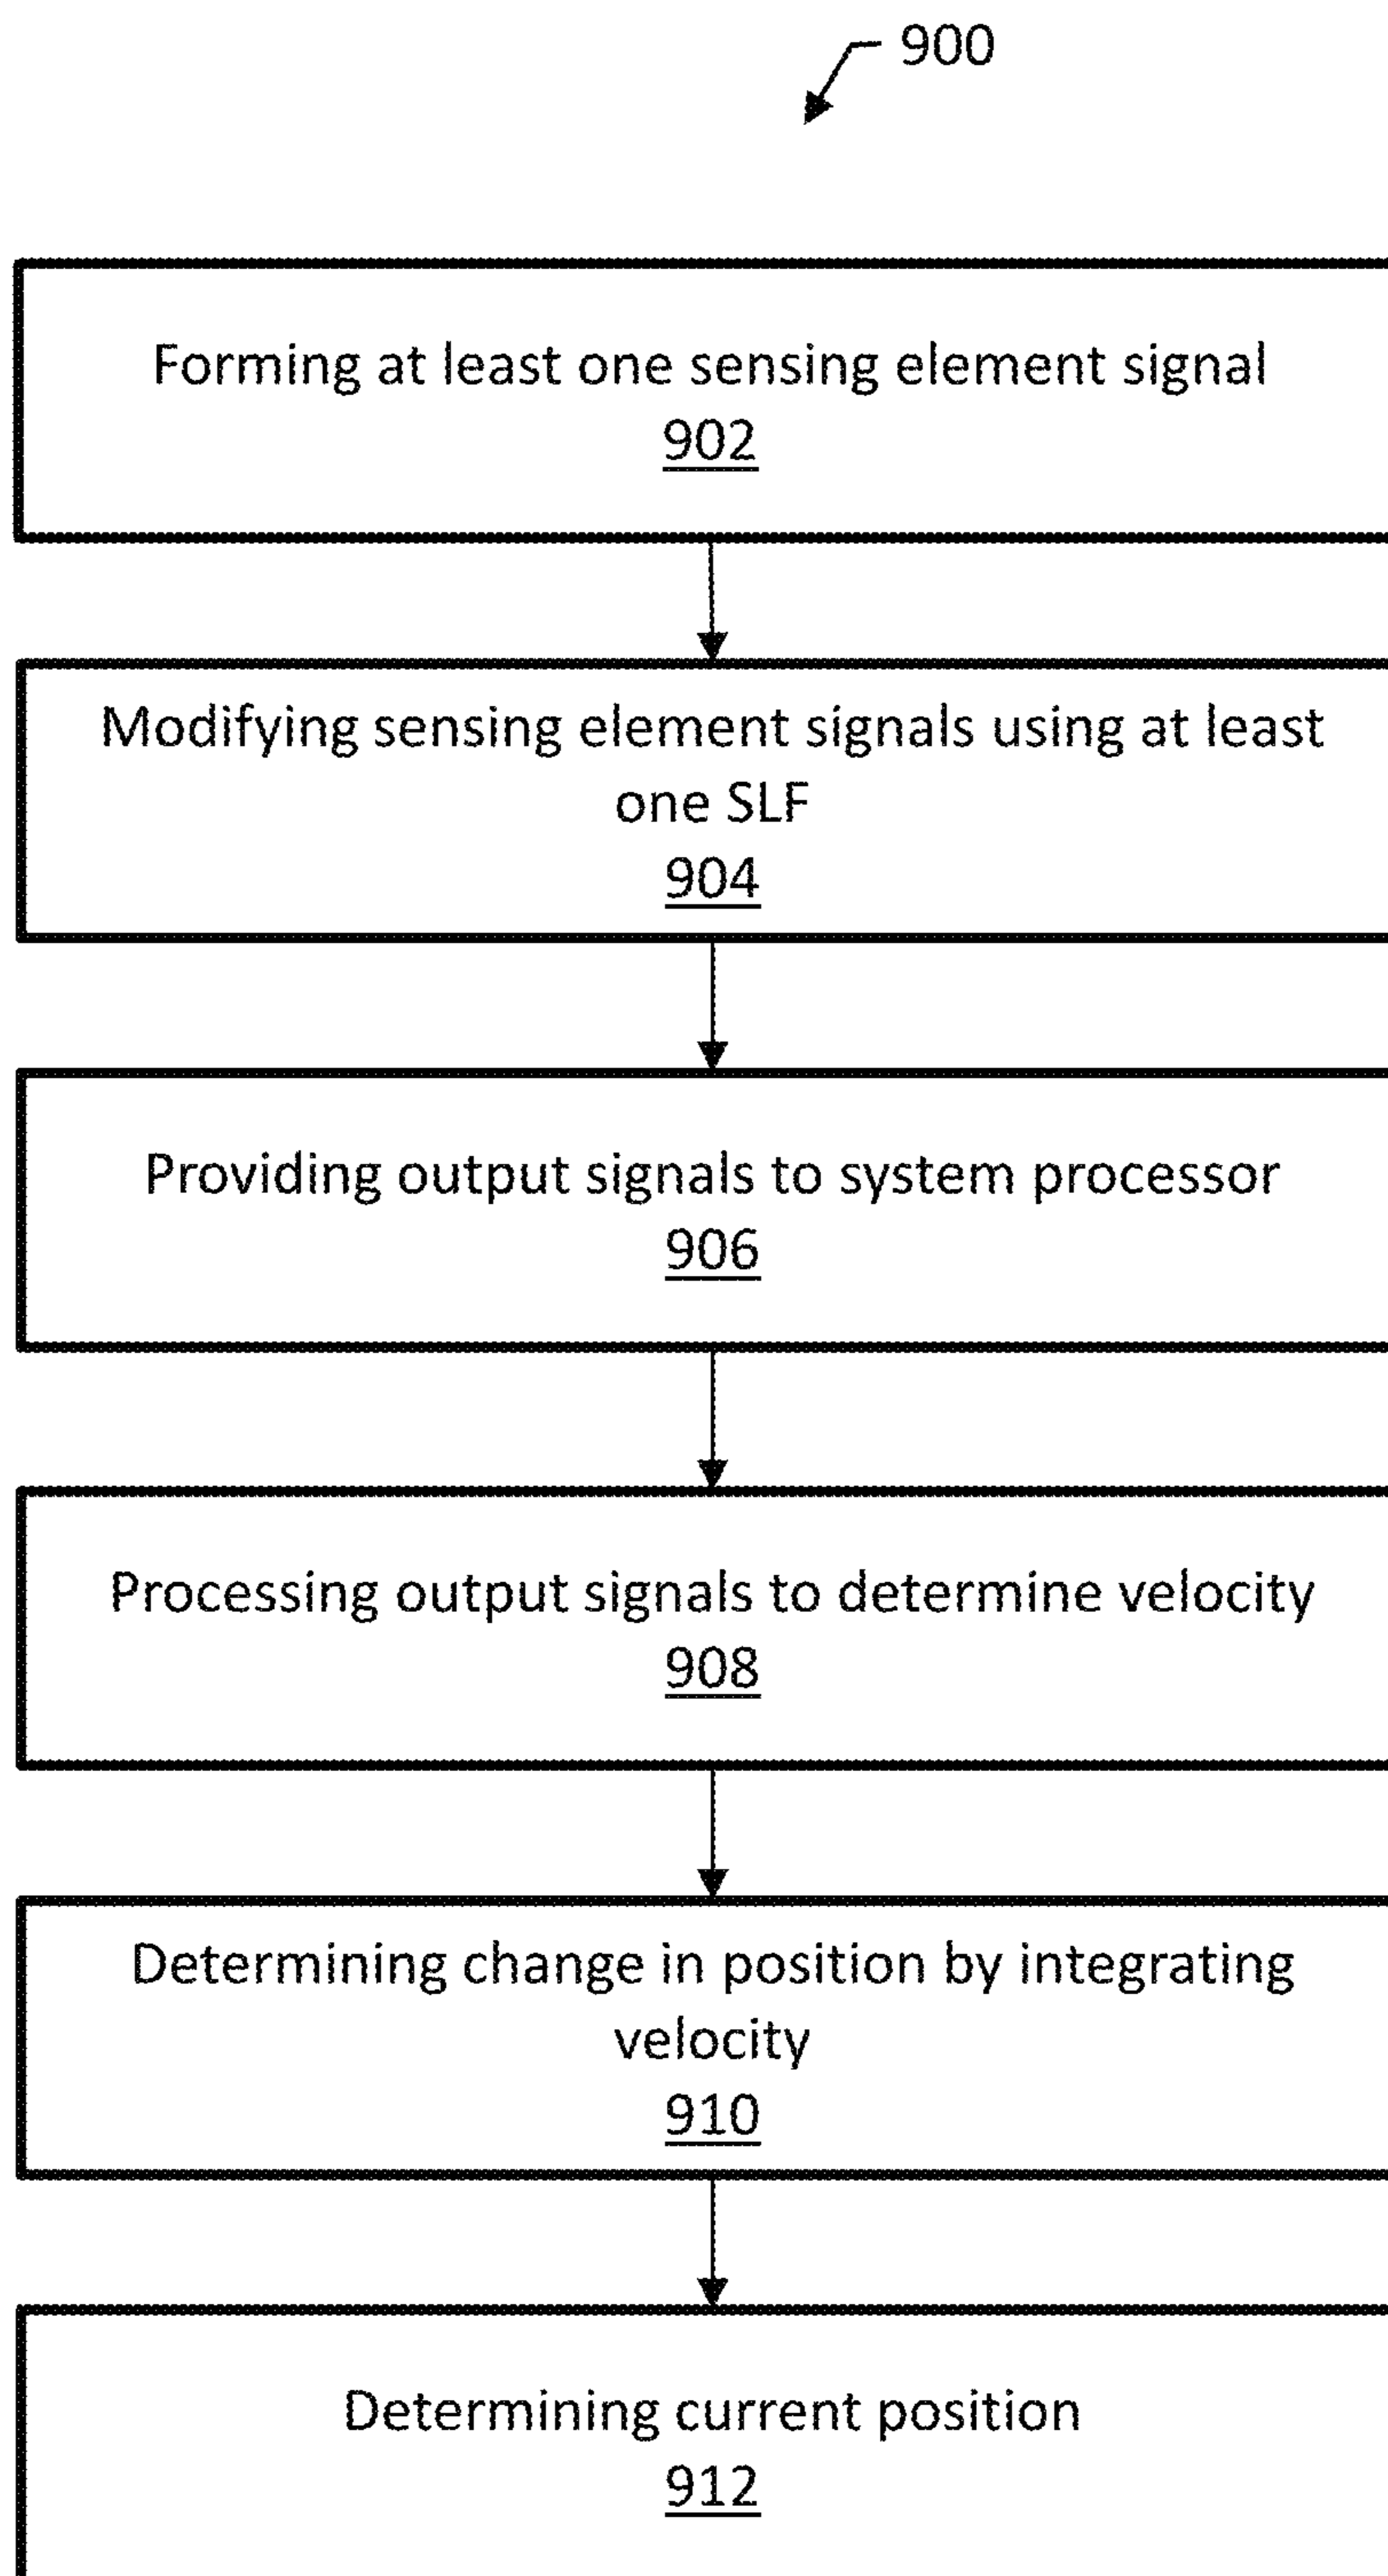 900
Forming at least one sensing element signal
902
Modifying sensing element signals using at least
one SLF
904
Providing output signals to system processor
906
Processing output signals to determine velocity
908
Determining change in position by integrating
velocity
910
Determining current position
912